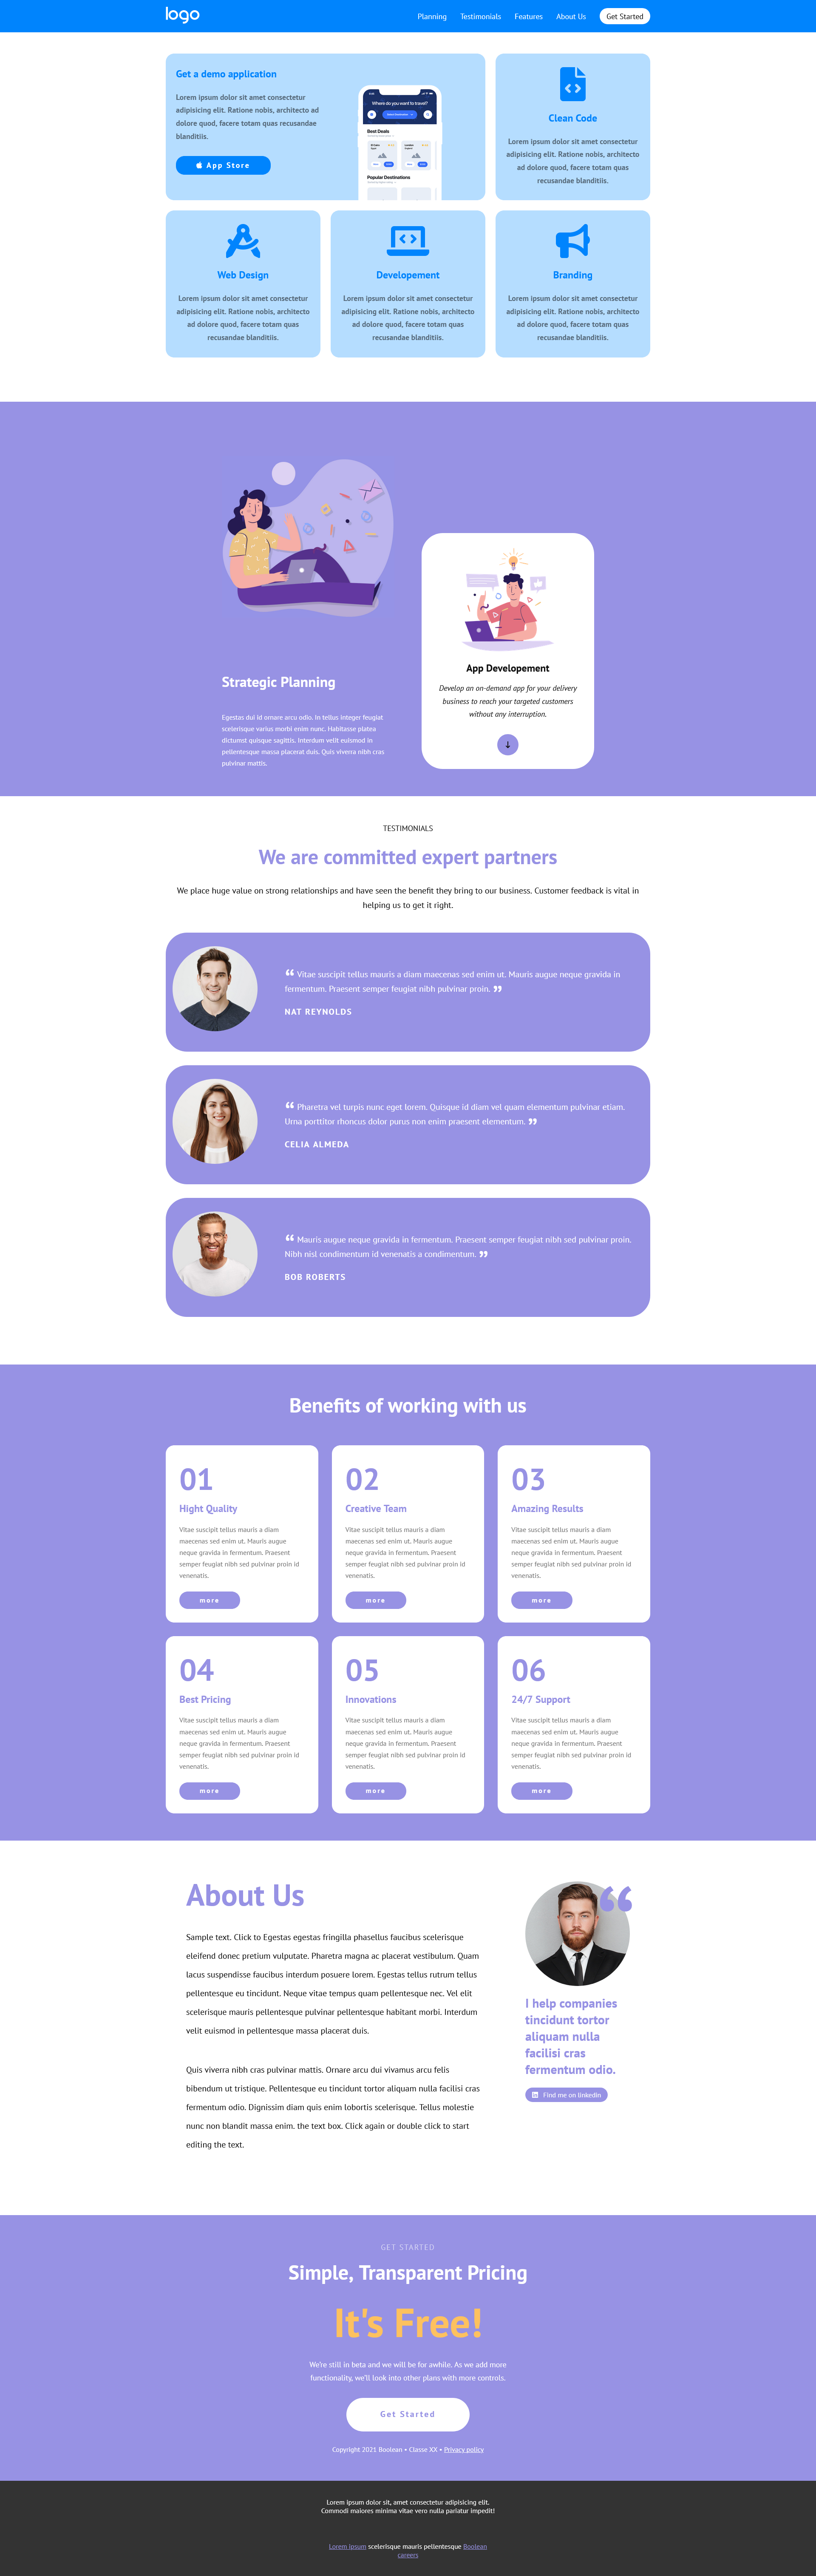 logo
Planning
Testimonials
Features
About Us
Get Started
Get a demo application
Lorem ipsum dolor sit amet consectetur
adipisicing elit. Ratione nobis, architecto ad
dolore quod, facere totam quas recusandae
blanditiis.
App Store
Where do you want to travel?
Best Deals
Popular Destinations
Clean Code
Lorem ipsum dolor sit amet consectetur
adipisicing elit. Ratione nobis, architecto
ad dolore quod, facere totam quas
recusandae blanditiis.
Web Design
Lorem ipsum dolor sit amet consectetur
adipisicing elit. Ratione nobis, architecto
ad dolore quod, facere totam quas
recusandae blanditiis.
Developement
Lorem ipsum dolor sit amet consectetur
adipisicing elit. Ratione nobis, architecto
ad dolore quod, facere totam quas
recusandae blanditiis.
Branding
Lorem ipsum dolor sit amet consectetur
adipisicing elit. Ratione nobis, architecto
ad dolore quod, facere totam quas
recusandae blanditiis.
Strategic Planning
Egestas dui id ornare arcu odio. In tellus integer feugiat
scelerisque varius morbi enim nunc. Habitasse platea
dictumst quisque sagittis. Interdum velit euismod in
pellentesque massa placerat duis. Quis viverra nibh cras
pulvinar mattis.
App Developement
Develop an on-demand app for your delivery
business to reach your targeted customers
without any interruption.
TESTIMONIALS
We are committed expert partners
We place huge value on strong relationships and have seen the benefit they bring to our business. Customer feedback is vital in
helping us to get it right.
“ Vitae suscipit tellus mauris a diam maecenas sed enim ut. Mauris augue neque gravida in
fermentum. Praesent semper feugiat nibh pulvinar proin. ”
NAT REYNOLDS
“ Pharetra vel turpis nunc eget lorem. Quisque id diam vel quam elementum pulvinar etiam.
Urna porttitor rhoncus dolor purus non enim praesent elementum. ”
CELIA ALMEDA
“ Mauris augue neque gravida in fermentum. Praesent semper feugiat nibh sed pulvinar proin.
Nibh nisl condimentum id venenatis a condimentum. ”
BOB ROBERTS
Benefits of working with us
01
Hight Quality
Vitae suscipit tellus mauris a diam
maecenas sed enim ut. Mauris augue
neque gravida in fermentum. Praesent
semper feugiat nibh sed pulvinar proin id
venenatis.
more
02
Creative Team
Vitae suscipit tellus mauris a diam
maecenas sed enim ut. Mauris augue
neque gravida in fermentum. Praesent
semper feugiat nibh sed pulvinar proin id
venenatis.
more
03
Amazing Results
Vitae suscipit tellus mauris a diam
maecenas sed enim ut. Mauris augue
neque gravida in fermentum. Praesent
semper feugiat nibh sed pulvinar proin id
venenatis.
more
04
Best Pricing
Vitae suscipit tellus mauris a diam
maecenas sed enim ut. Mauris augue
neque gravida in fermentum. Praesent
semper feugiat nibh sed pulvinar proin id
venenatis.
more
05
Innovations
Vitae suscipit tellus mauris a diam
maecenas sed enim ut. Mauris augue
neque gravida in fermentum. Praesent
semper feugiat nibh sed pulvinar proin id
venenatis.
more
06
24/7 Support
Vitae suscipit tellus mauris a diam
maecenas sed enim ut. Mauris augue
neque gravida in fermentum. Praesent
semper feugiat nibh sed pulvinar proin id
venenatis.
more
About Us
Sample text. Click to Egestas egestas fringilla phasellus faucibus scelerisque
eleifend donec pretium vulputate. Pharetra magna ac placerat vestibulum. Quam
lacus suspendisse faucibus interdum posuere lorem. Egestas tellus rutrum tellus
pellentesque eu tincidunt. Neque vitae tempus quam pellentesque nec. Vel elit
scelerisque mauris pellentesque pulvinar pellentesque habitant morbi. Interdum
velit euismod in pellentesque massa placerat duis.
Quis viverra nibh cras pulvinar mattis. Ornare arcu dui vivamus arcu felis
bibendum ut tristique. Pellentesque eu tincidunt tortor aliquam nulla facilisi cras
fermentum odio. Dignissim diam quis enim lobortis scelerisque. Tellus molestie
nunc non blandit massa enim. the text box. Click again or double click to start
editing the text.
“
I help companies
tincidunt tortor
aliquam nulla
facilisi cras
fermentum odio.
Find me on linkedin
GET STARTED
Simple, Transparent Pricing
It's Free!
We're still in beta and we will be for awhile. As we add more
functionality, we'll look into other plans with more controls.
Get Started
Copyright 2021 Boolean • Classe XX • Privacy policy
Lorem ipsum dolor sit, amet consectetur adipisicing elit.
Commodi maiores minima vitae vero nulla pariatur impedit!
Lorem ipsum scelerisque mauris pellentesque Boolean
careers